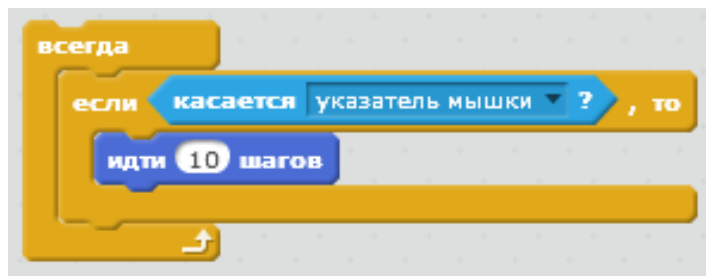 всегда
если касается указатель мышки ? , то
идти 10 шагов